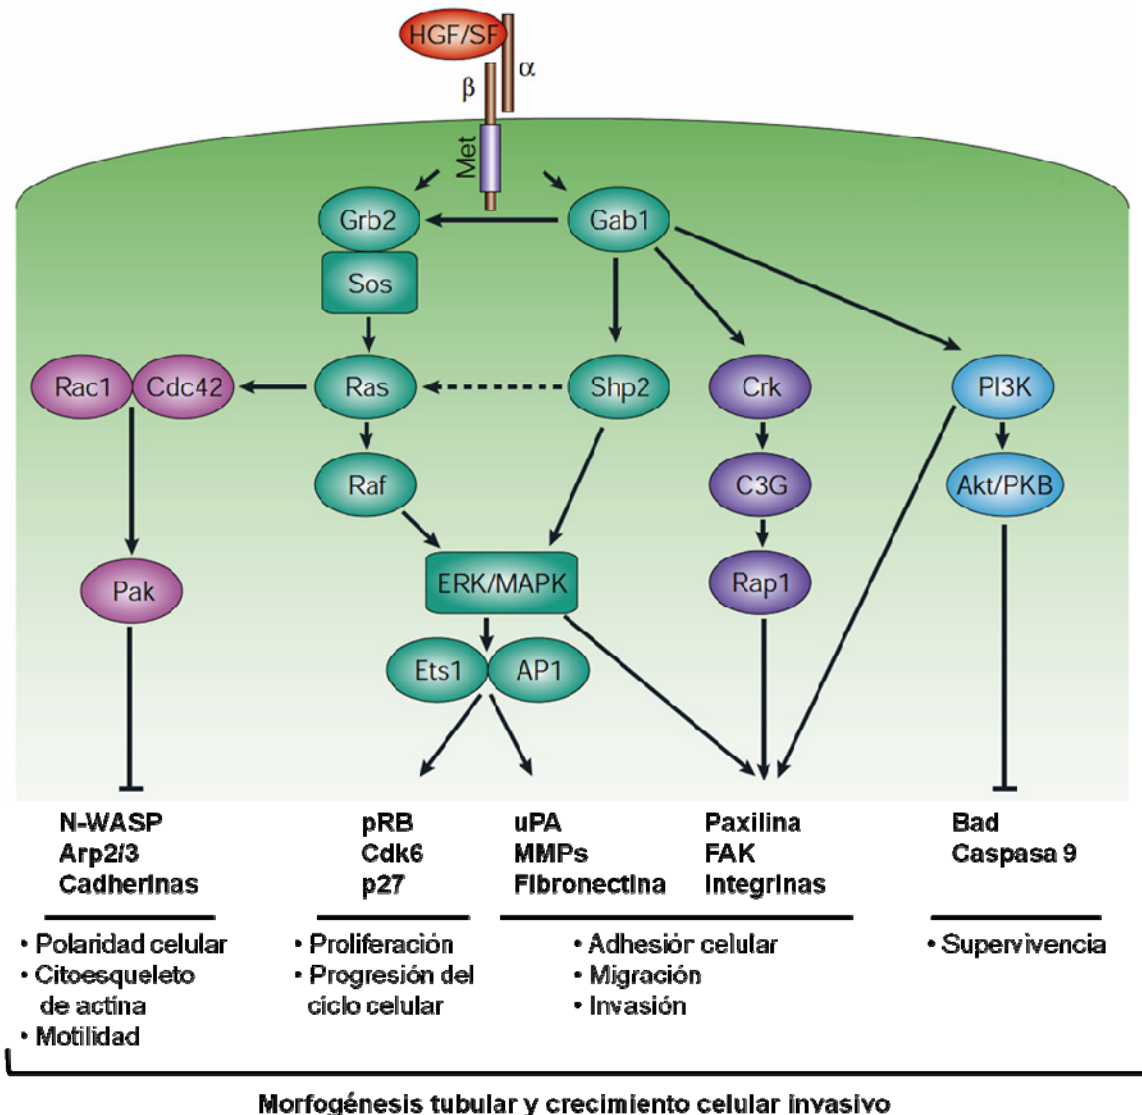 HGF/SF
α
β
Met
Grb2
Gab1
Sos
Rac1
Cdc42
Ras
Shp2
Crk
PI3K
Raf
C3G
Akt/PKB
Pak
ERK/MAPK
Rap1
Ets1
AP1
N-WASP
Arp2/3
Cadherinas
pRB
Cdk6
p27
uPA
MMPs
Fibronectina
Paxilina
FAK
Integrinas
Bad
Caspasa 9
• Polaridad celular
• Citoesqueleto
de actina
• Motilidad
• Proliferación
• Progresión del
ciclo celular
• Adhesión celular
• Migración
• Invasión
• Supervivencia
Morfogénesis tubular y crecimiento celular invasivo